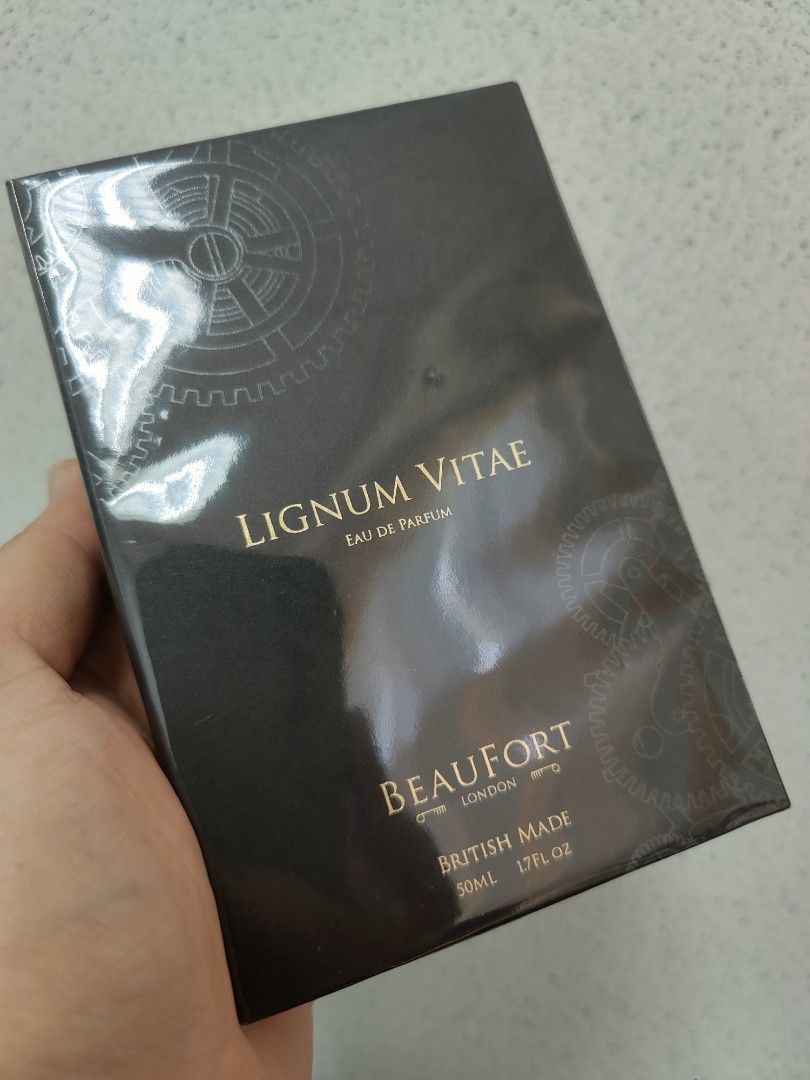 LIGNUM VITAE
EAU DE PARFUM
BEAUFORT
LONDON
BRITISH MADE
50ML 1.7FL OZ